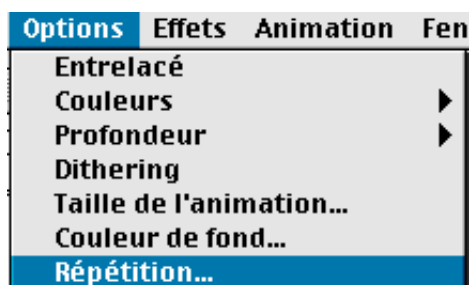 Options Effets Animation Fen
Entrelacé
Couleurs
Profondeur
Dithering
Taille de l'animation...
Couleur de fond...
Répétition...